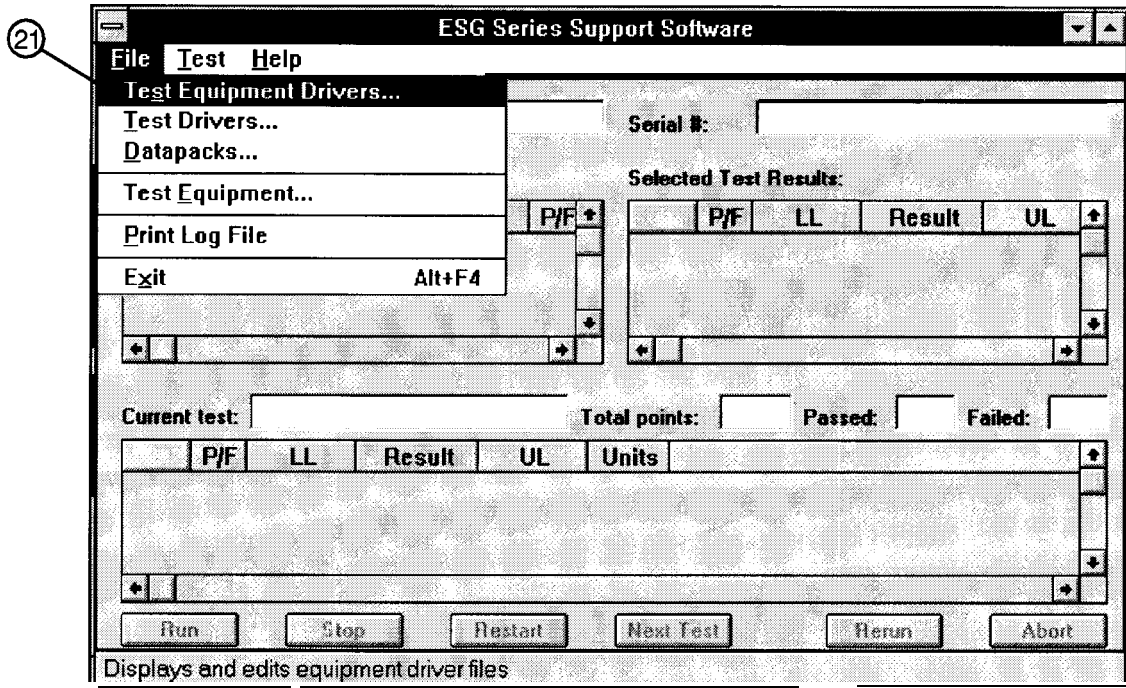 21
ESG Series Support Software
File Test Help
Test Equipment Drivers...
Test Drivers...
Datapacks...
Test Equipment...
Print Log File
Exit Alt+F4
Serial #:
Selected Test Results:
P/F
P/F LL Result UL
Current test: Total points: Passed: Failed:
P/F LL Result UL Units
Run Stop Restart Next Test Rerun Abort
Displays and edits equipment driver files